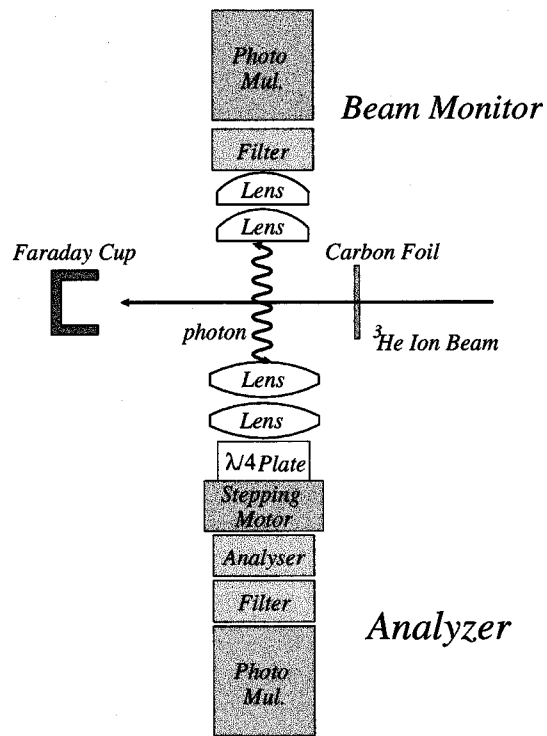 Photo
Mul.
Beam Monitor
Filter
Lens
Lens
Faraday Cup
Carbon Foil
photon
³He Ion Beam
Lens
Lens
λ/4 Plate
Stepping
Motor
Analyser
Filter
Analyzer
Photo
Mul.